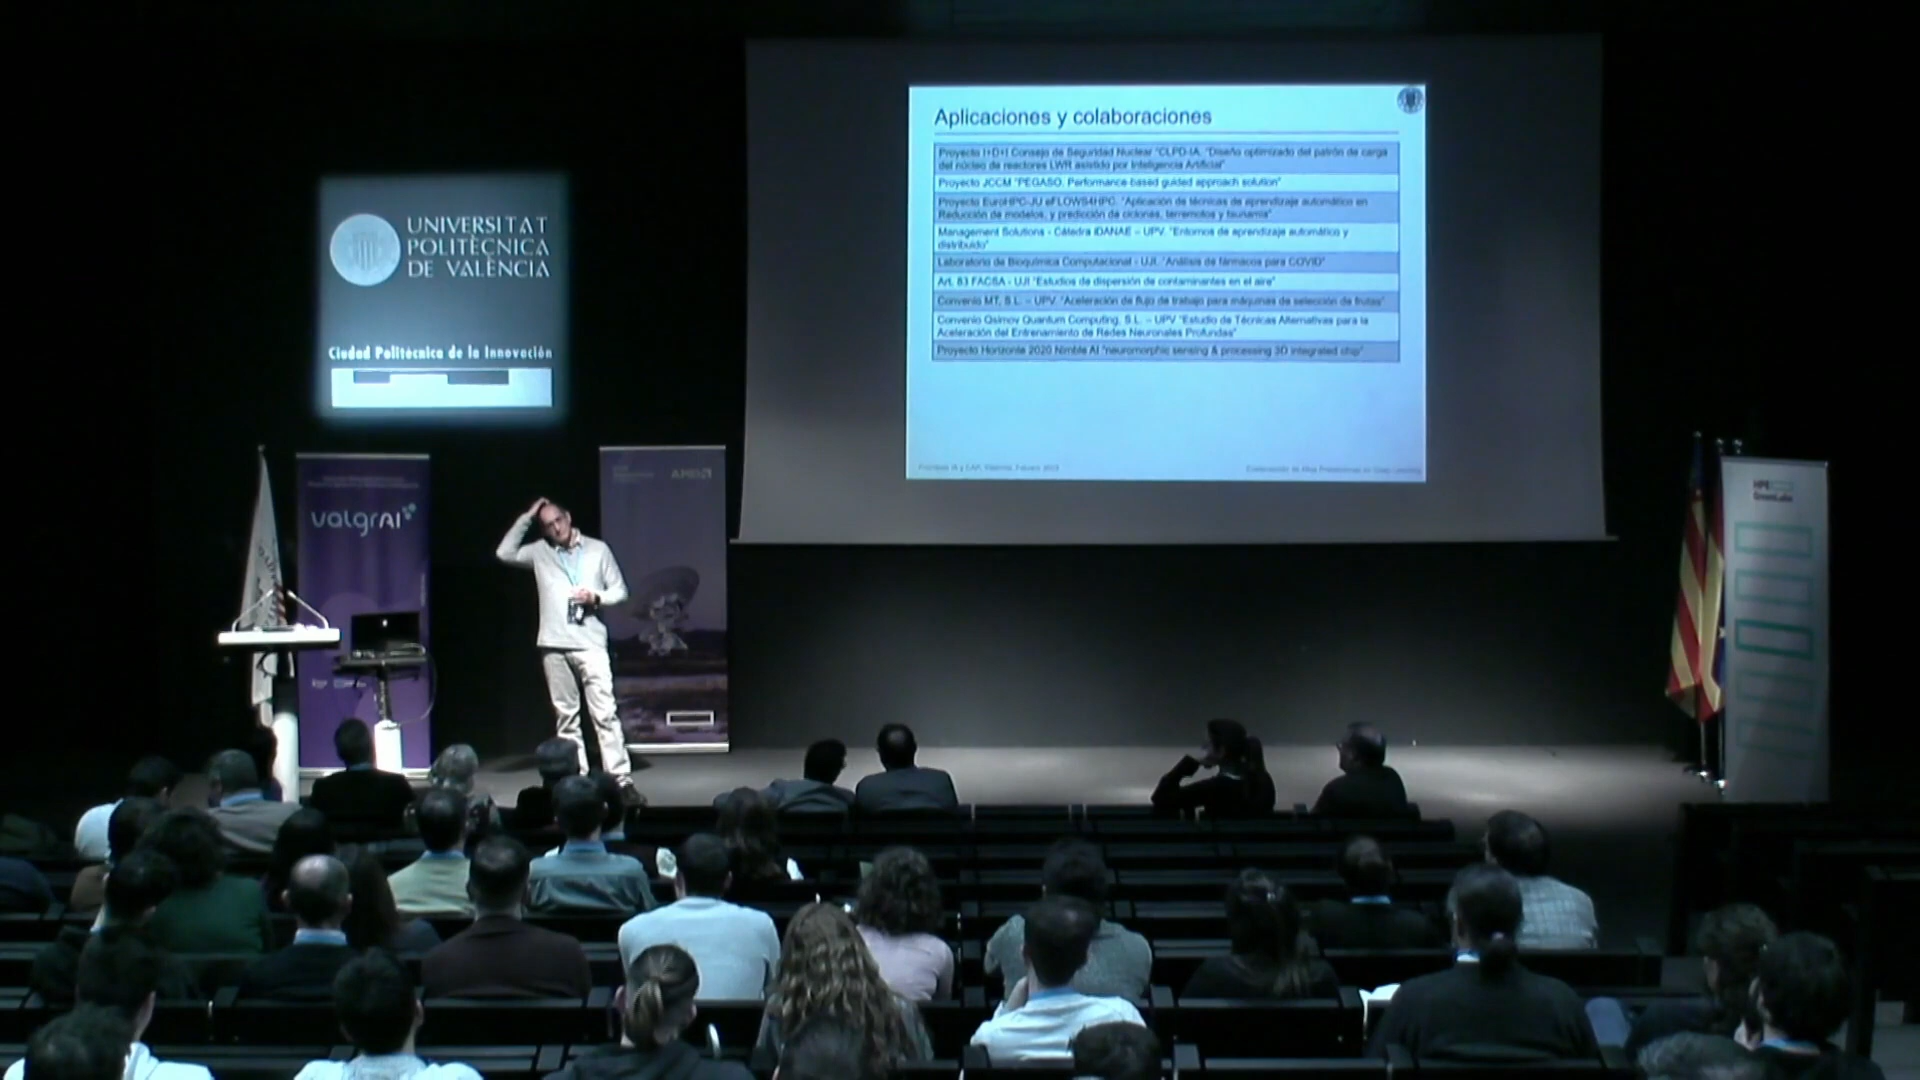 Aplicaciones y colaboraciones
Proyecto I+D+I Consejo de Seguridad Nuclear "CLPD-IA. "Diseño optimizado del patrón de carga
del núcleo de reactores LWR asistido por Inteligencia Artificial"
Proyecto JCCM "PEGASO. Performance-based guided approach solution"
Proyecto EuroHPC-JU eFLOWS4HPC. "Aplicación de técnicas de aprendizaje automático en
Reducción de modelos, y predicción de ciclones, terremotos y tsunamis"
Management Solutions - Cátedra iDANAE – UPV. "Entornos de aprendizaje automático y
distribuido"
Laboratorio de Bioquímica Computacional - UJI. "Análisis de fármacos para COVID"
Art. 83 FACSA - UJI "Estudios de dispersión de contaminantes en el aire"
Convenio MT, S.L. – UPV. "Aceleración de flujo de trabajo para máquinas de selección de frutas"
Convenio Qsimov Quantum Computing, S.L. – UPV "Estudio de Técnicas Alternativas para la
Aceleración del Entrenamiento de Redes Neuronales Profundas"
Proyecto Horizonte 2020 Nimble AI "neuromorphic sensing & processing 3D integrated chip"
UNIVERSITAT
POLITÈCNICA
DE VALÈNCIA
Ciudad Politécnica de la Innovación
valgrAI
AMD
HPE
GreenLake